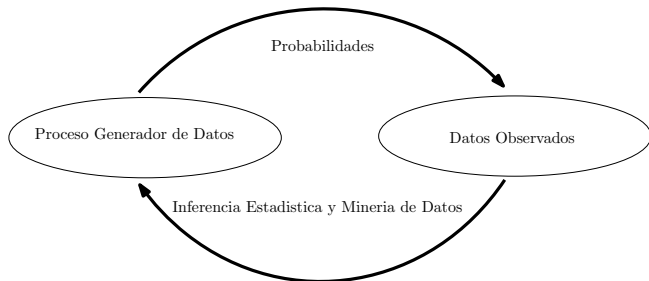 Probabilidades
Proceso Generador de Datos
Datos Observados
Inferencia Estadistica y Mineria de Datos